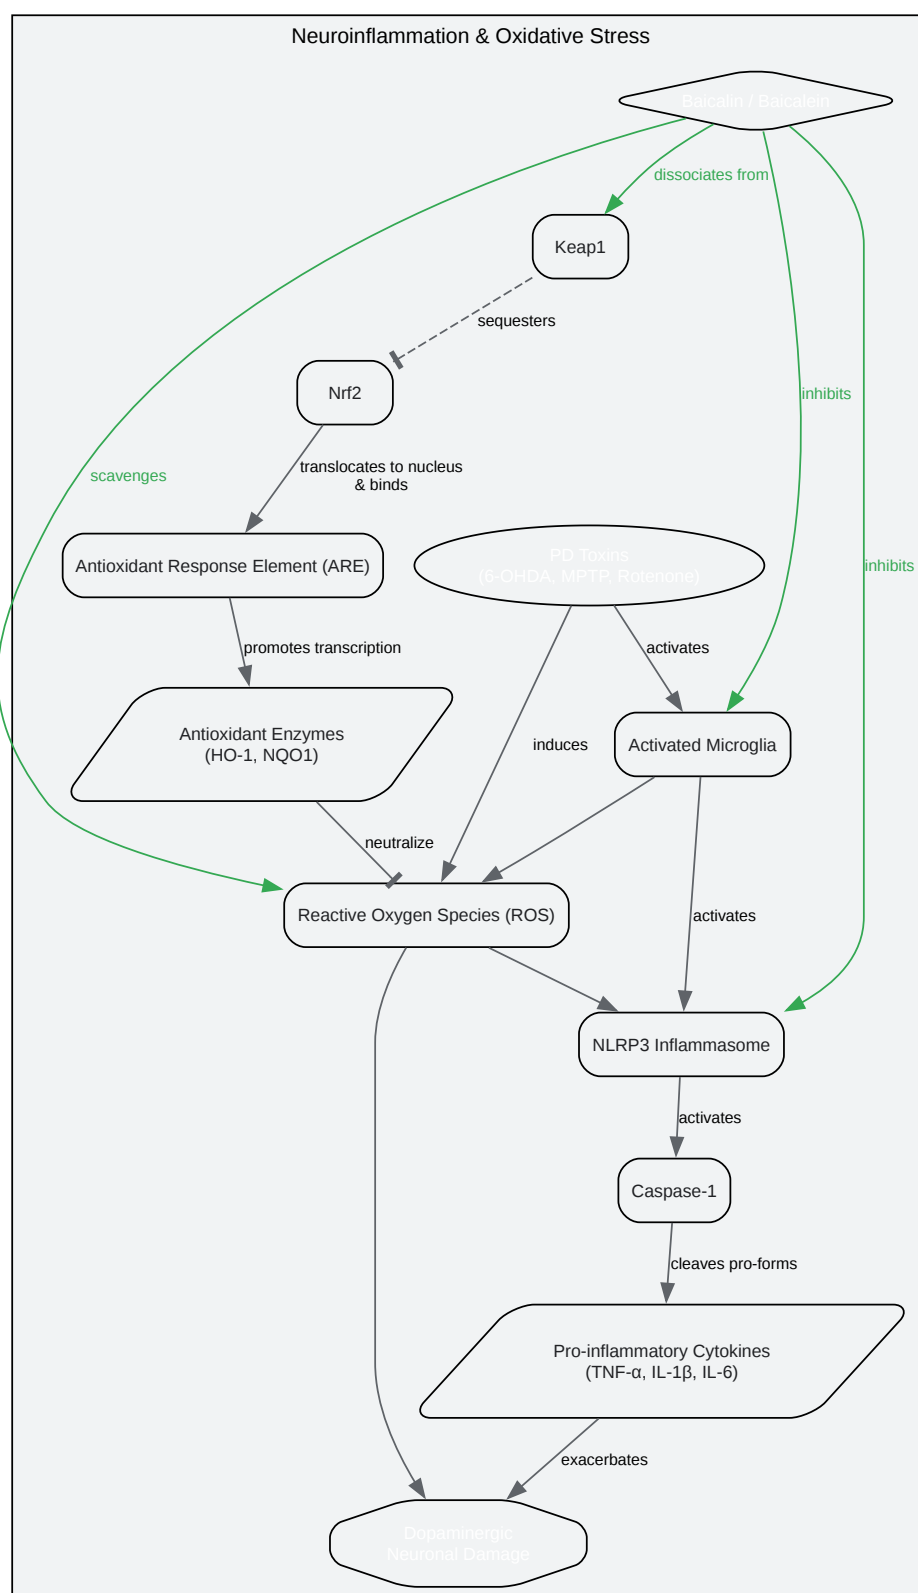 Neuroinflammation & Oxidative Stress
Baicalin / Baicalein
dissociates from
Keap1
sequesters
Nrf2
inhibits
scavenges
translocates to nucleus
& binds
PD Toxins
(6-OHDA, MPTP, Rotenone)
Antioxidant Response Element (ARE)
inhibits
promotes transcription
activates
Antioxidant Enzymes
(HO-1, NQO1)
induces
Activated Microglia
neutralize
Reactive Oxygen Species (ROS)
activates
NLRP3 Inflammasome
activates
Caspase-1
cleaves pro-forms
Pro-inflammatory Cytokines
(TNF-α, IL-1β, IL-6)
exacerbates
Dopaminergic
Neuronal Damage